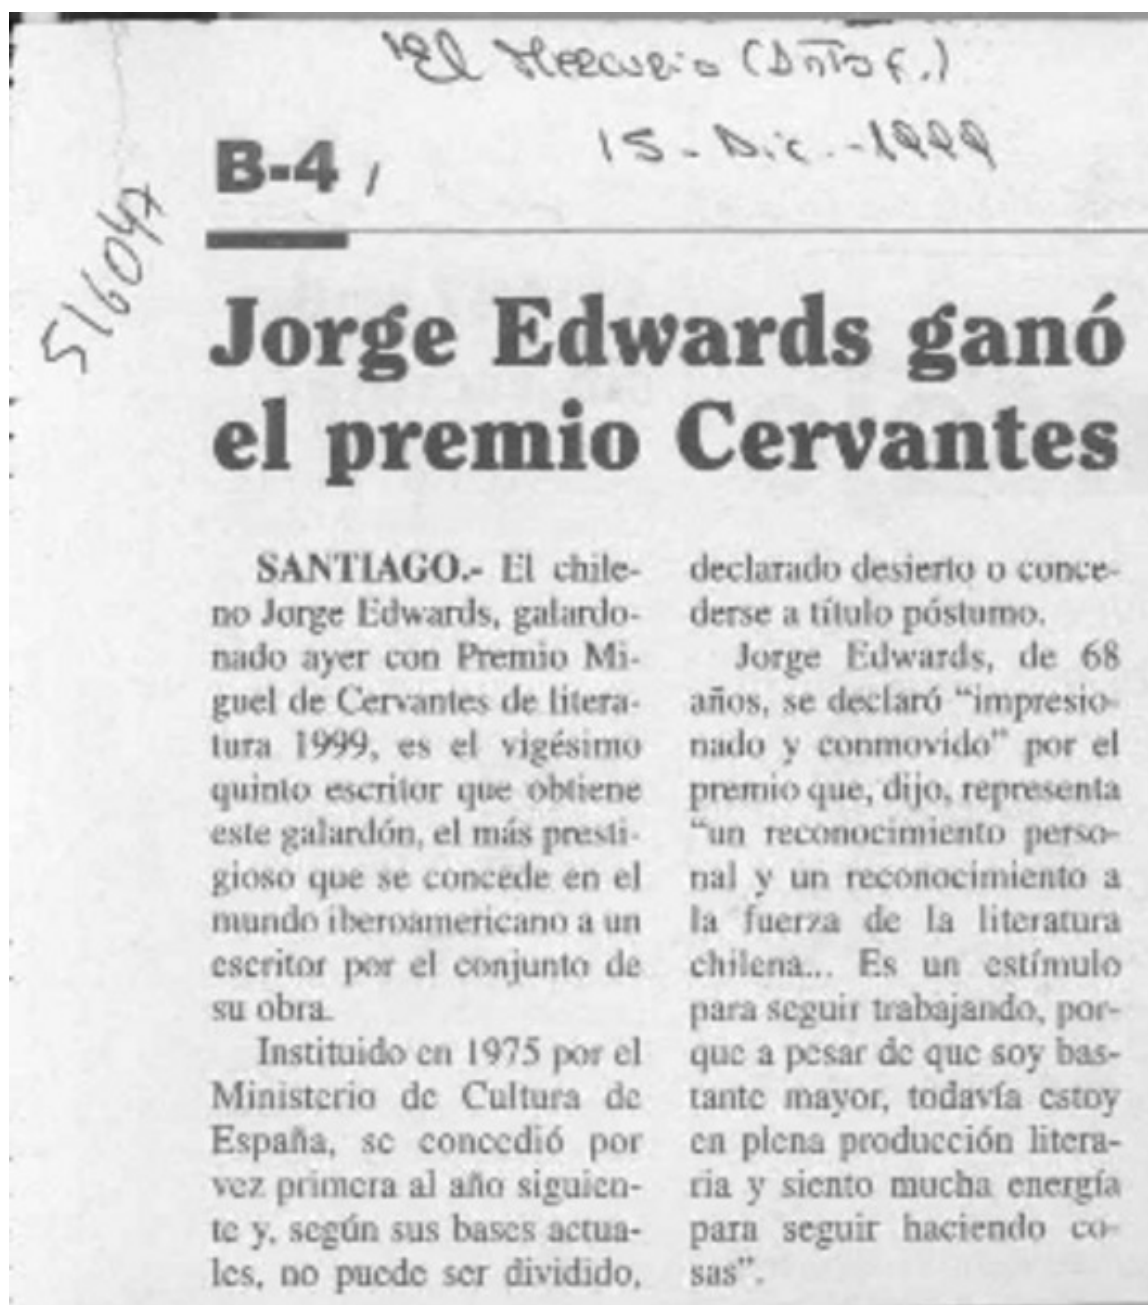 El Mercurio (Antof.)
15-Dic.-1999
B-4
516047
Jorge Edwards ganó
el premio Cervantes
SANTIAGO.- El chile-
no Jorge Edwards, galardo-
nado ayer con Premio Mi-
guel de Cervantes de litera-
tura 1999, es el vigésimo
quinto escritor que obtiene
este galardón, el más presti-
gioso que se concede en el
mundo iberoamericano a un
escritor por el conjunto de
su obra.
Instituido en 1975 por el
Ministerio de Cultura de
España, se concedió por
vez primera al año siguien-
te y, según sus bases actua-
les, no puede ser dividido,
declarado desierto o conce-
derse a título póstumo.
Jorge Edwards, de 68
años, se declaró “impresio-
nado y conmovido” por el
premio que, dijo, representa
“un reconocimiento perso-
nal y un reconocimiento a
la fuerza de la literatura
chilena... Es un estímulo
para seguir trabajando, por-
que a pesar de que soy bas-
tante mayor, todavía estoy
en plena producción litera-
ria y siento mucha energía
para seguir haciendo co-
sas”.